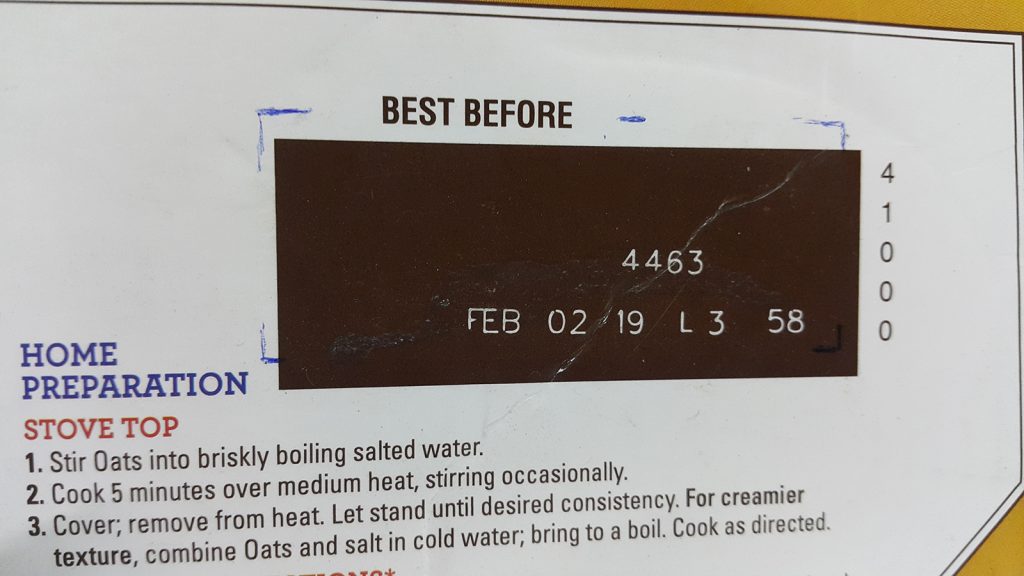 BEST BEFORE
4463
FEB 02 19 L 3 58
4
1
0
0
0
HOME
PREPARATION
STOVE TOP
1. Stir Oats into briskly boiling salted water.
2. Cook 5 minutes over medium heat, stirring occasionally.
3. Cover; remove from heat. Let stand until desired consistency. For creamier
texture, combine Oats and salt in cold water; bring to a boil. Cook as directed.